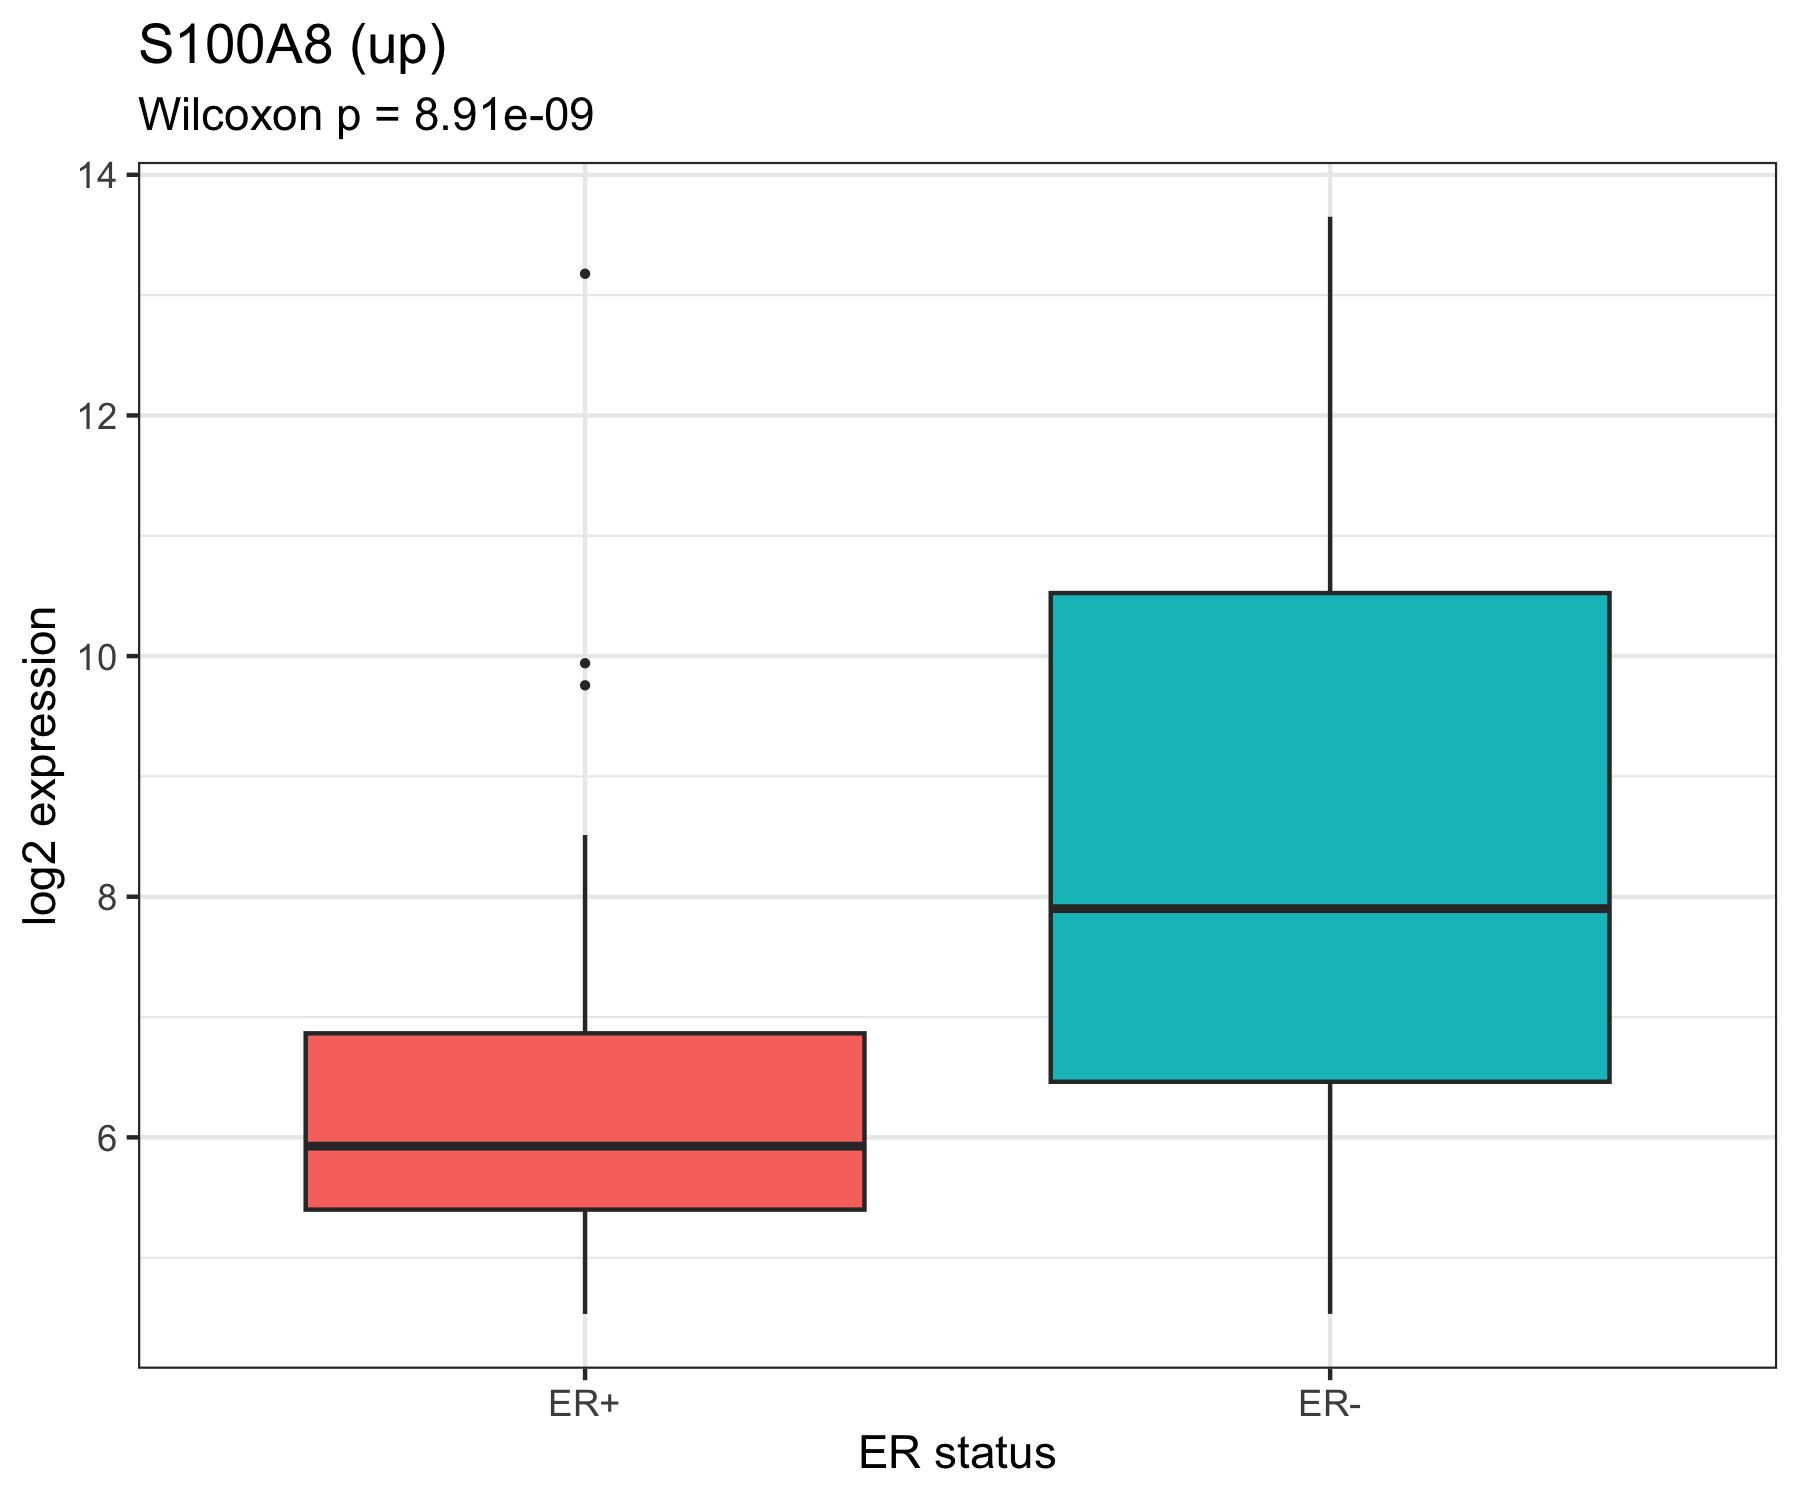 S100A8 (up)
Wilcoxon p = 8.91e-09
14
12
10
8
6
log2 expression
ER+
ER-
ER status